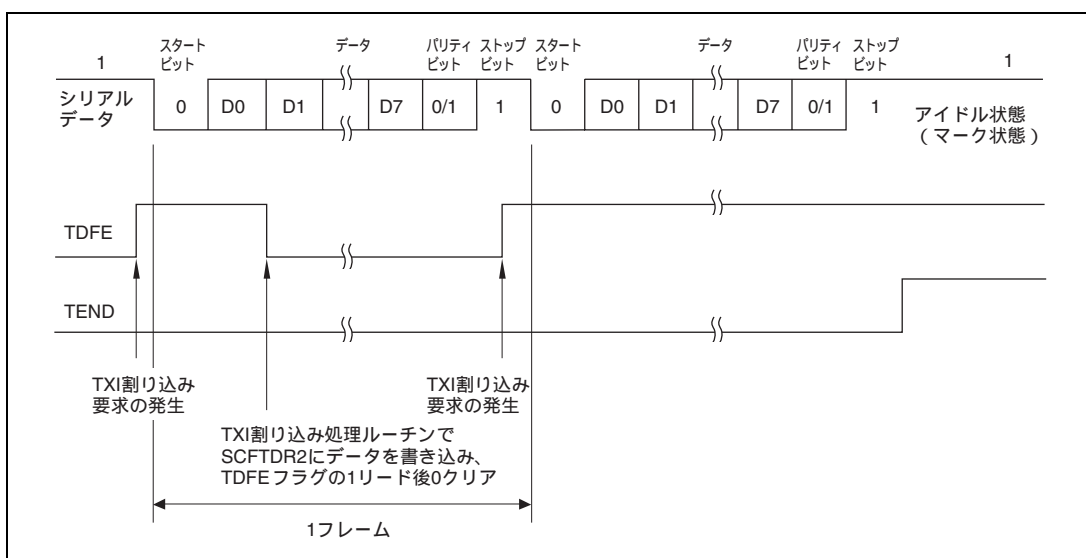 スタート
ビット
データ
パリティ
ビット
ストップ
ビット
スタート
ビット
データ
パリティ
ビット
ストップ
ビット
1
1
シリアル
データ
0
D0
D1
D7
0/1
1
0
D0
D1
D7
0/1
1
アイドル状態
(マーク状態)
TDFE
TEND
TXI割り込み
要求の発生
TXI割り込み処理ルーチンで
SCFTDR2にデータを書き込み、
TDFEフラグの1リード後0クリア
TXI割り込み
要求の発生
1フレーム